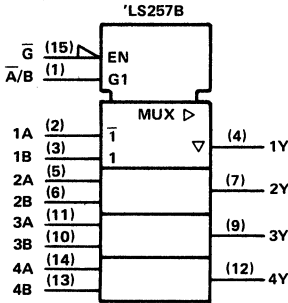 'LS257B
G̅ (15) EN
A̅/B (1) G1
MUX ▷
1A (2) 1̅ ▽ (4) 1Y
1B (3) 1
2A (5) (7) 2Y
2B (6)
3A (11) (9) 3Y
3B (10)
4A (14) (12) 4Y
4B (13)